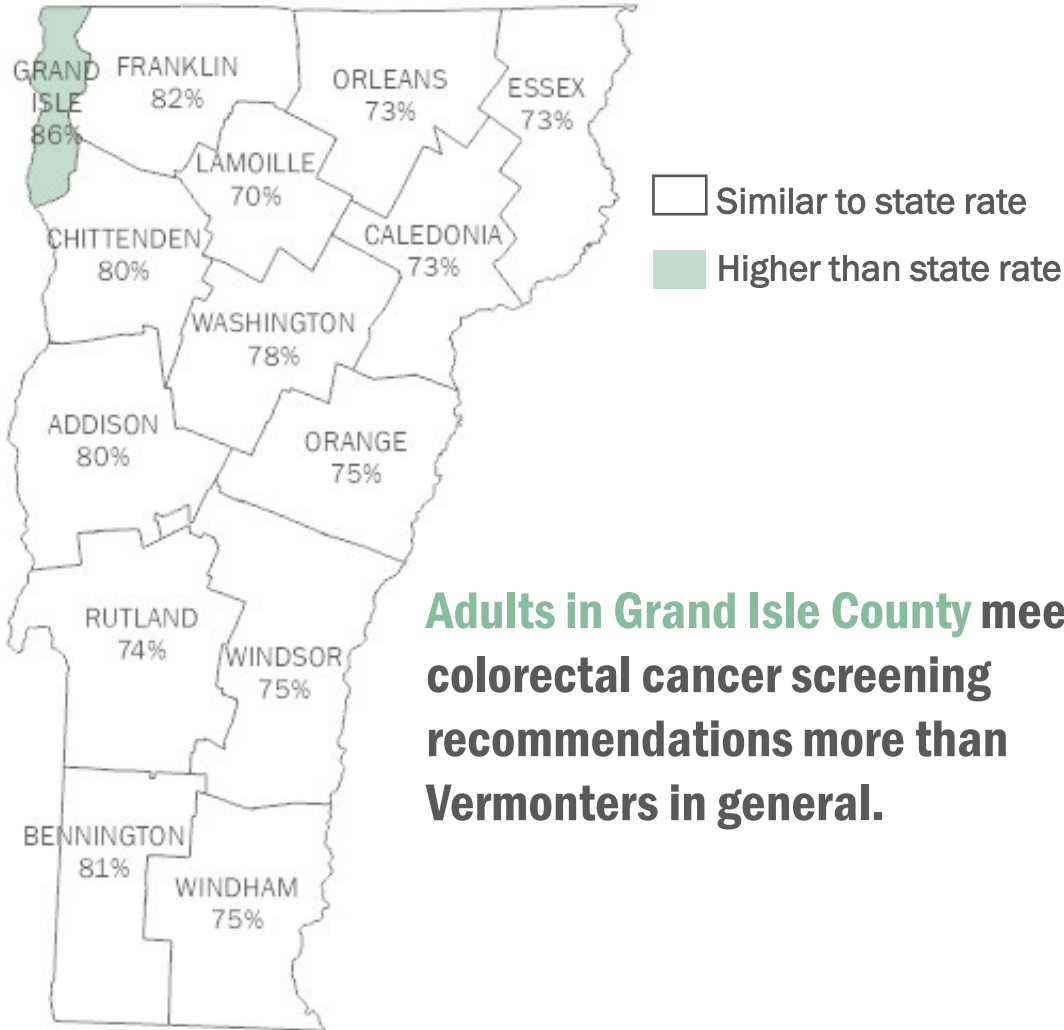 GRAND
ISLE
86%
FRANKLIN
82%
ORLEANS
73%
ESSEX
73%
LAMOILLE
70%
CHITTENDEN
80%
CALEDONIA
73%
WASHINGTON
78%
ADDISON
80%
ORANGE
75%
RUTLAND
74%
WINDSOR
75%
BENNINGTON
81%
WINDHAM
75%
Similar to state rate
Higher than state rate
Adults in Grand Isle County mee
colorectal cancer screening
recommendations more than
Vermonters in general.